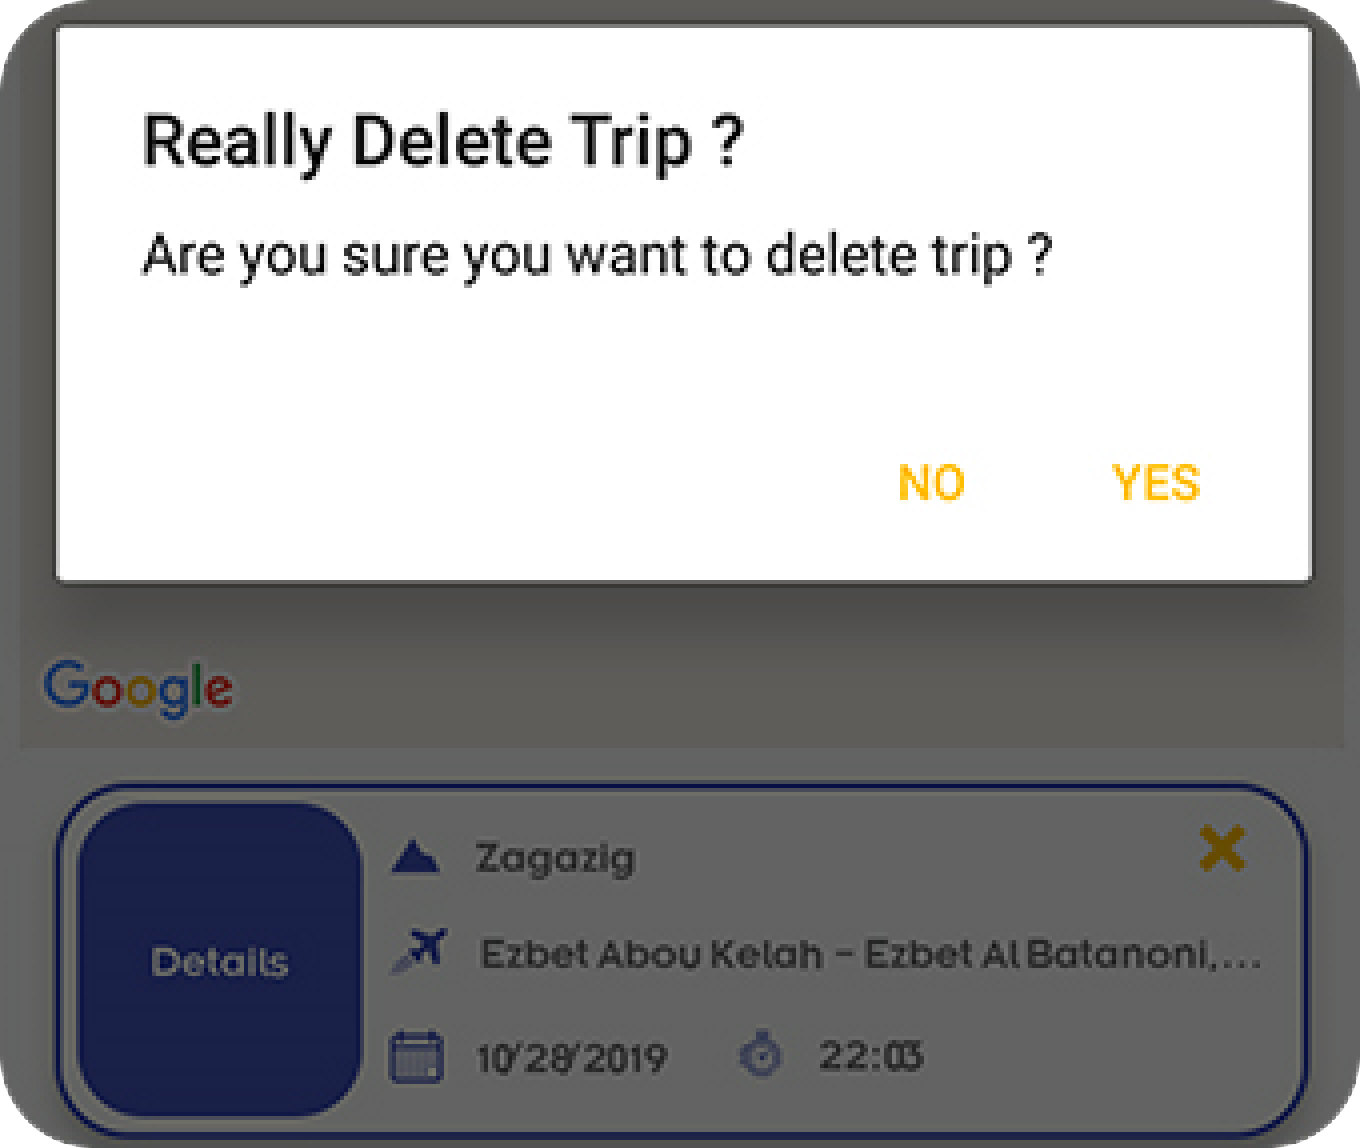 Really Delete Trip ?
Are you sure you want to delete trip ?
NO YES
Google
Zagazig
Details
Ezbet Abou Kelah - Ezbet Al Batanoni,...
10/28/2019 22:03